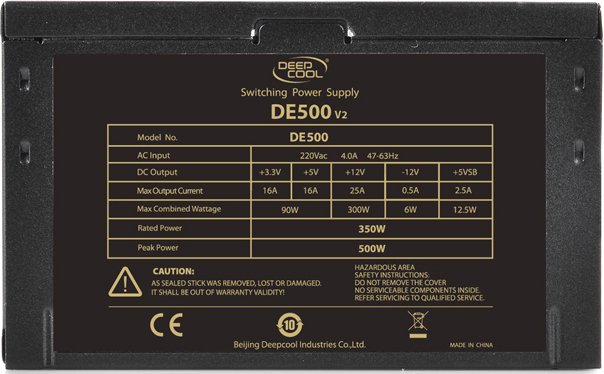 DEEP
COOL
Switching Power Supply
DE500 V2
Model No. DE500
AC Input 220Vac 4.0A 47-63Hz
DC Output +3.3V +5V +12V -12V +5VSB
Max Output Current 16A 16A 25A 0.5A 2.5A
Max Combined Wattage 90W 300W 6W 12.5W
Rated Power 350W
Peak Power 500W
CAUTION:
AS SEALED STICK WAS REMOVED, LOST OR DAMAGED.
IT SHALL BE OUT OF WARRANTY VALIDITY!
HAZARDOUS AREA
SAFETY INSTRUCTIONS:
DO NOT REMOVE THE COVER
NO SERVICEABLE COMPONENTS INSIDE.
REFER SERVICING TO QUALIFIED SERVICE.
CE
10
Beijing Deepcool Industries Co.,Ltd.
MADE IN CHINA